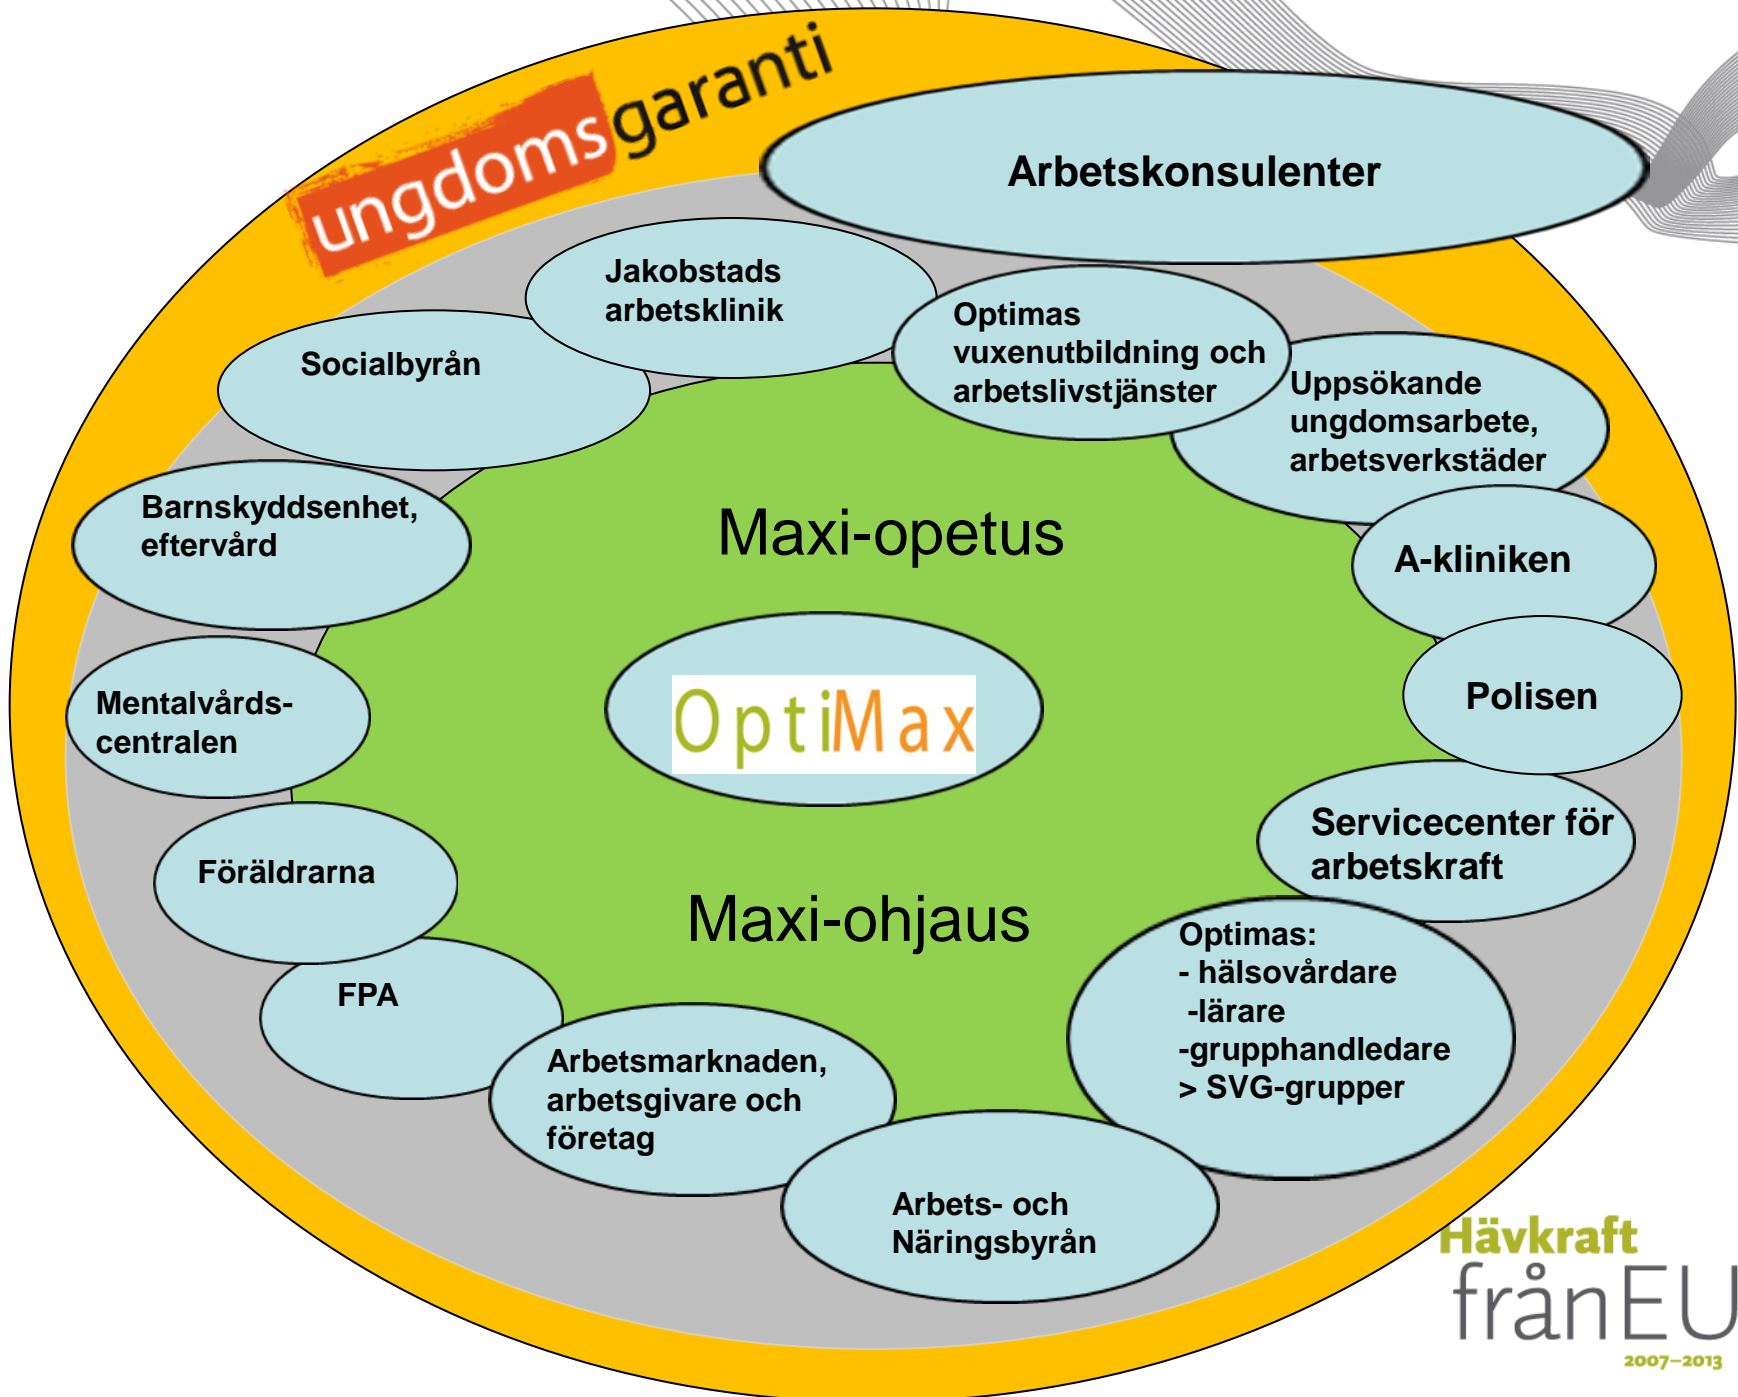 ungdomsgaranti
Arbetskonsulenter
Jakobstads
arbetsklinik
Optimas
vuxenutbildning och
arbetslivstjänster
Socialbyrån
Uppsökande
ungdomsarbete,
arbetsverkstäder
Barnskyddsenhet,
eftervård
Maxi-opetus
A-kliniken
Mentalvårds-
centralen
OptiMax
Polisen
Servicecenter för
arbetskraft
Föräldrarna
Maxi-ohjaus
Optimas:
- hälsovårdare
-lärare
-grupphandledare
> SVG-grupper
FPA
Arbetsmarknaden,
arbetsgivare och
företag
Arbets- och
Näringsbyrån
Hävkraft
frånEU
2007–2013